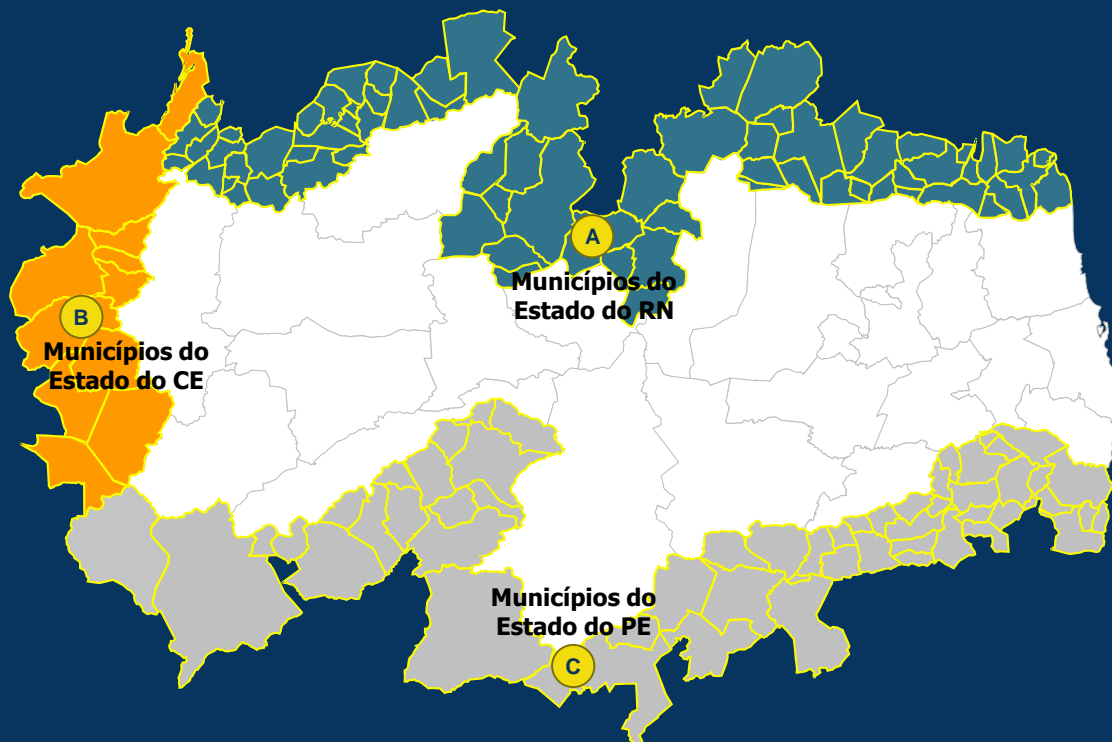 A
Municípios do
Estado do RN
B
Municípios do
Estado do CE
Municípios do
Estado do PE
C